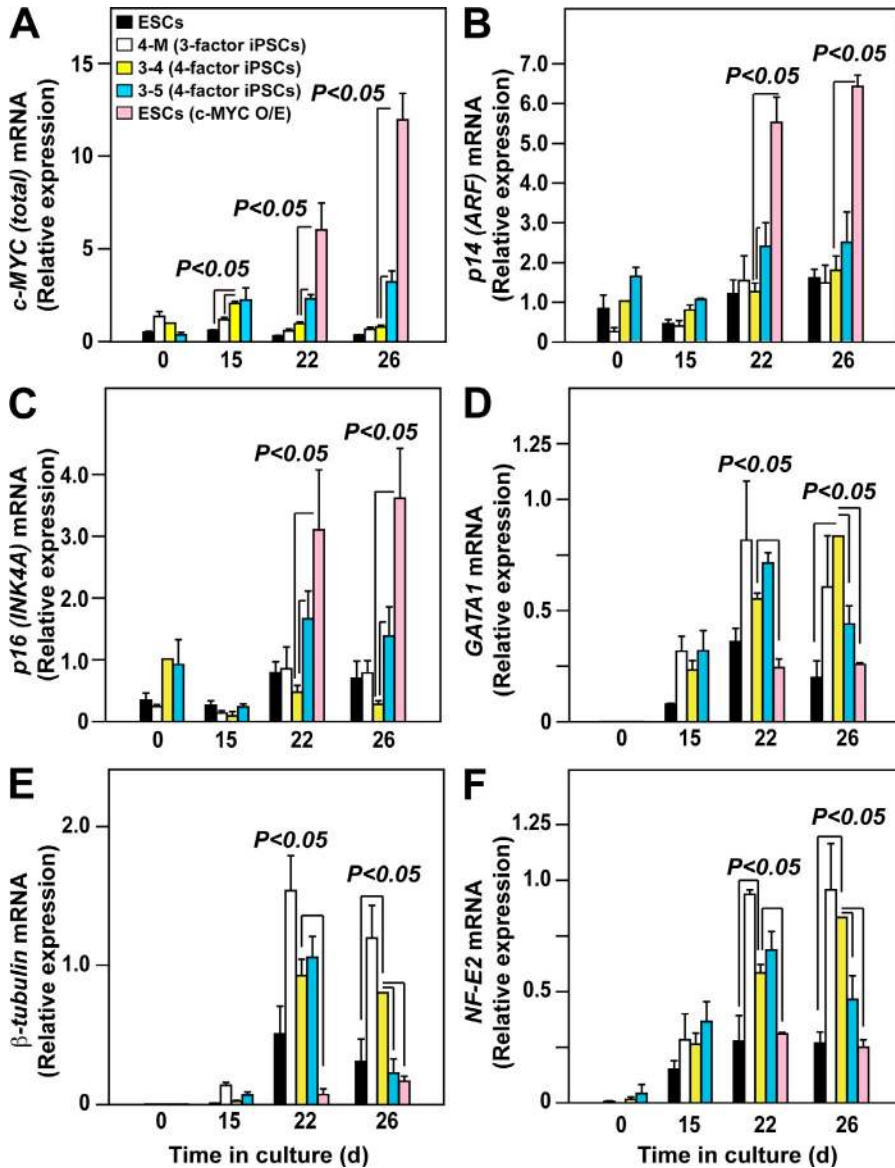 A
ESCs
4-M (3-factor iPSCs)
3-4 (4-factor iPSCs)
3-5 (4-factor iPSCs)
ESCs (c-MYC O/E)
c-MYC (total) mRNA
(Relative expression)
15
10
5
0
P<0.05
P<0.05
P<0.05
0 15 22 26
B
p14 (ARF) mRNA
(Relative expression)
7.0
6.0
5.0
4.0
3.0
2.0
1.0
0
P<0.05
P<0.05
0 15 22 26
C
p16 (INK4A) mRNA
(Relative expression)
4.0
3.0
2.0
1.0
0
P<0.05
P<0.05
0 15 22 26
D
GATA1 mRNA
(Relative expression)
1.25
1.0
0.5
0
P<0.05
P<0.05
0 15 22 26
E
β-tubulin mRNA
(Relative expression)
2.0
1.0
0
P<0.05
P<0.05
0 15 22 26
Time in culture (d)
F
NF-E2 mRNA
(Relative expression)
1.25
1.0
0.5
0
P<0.05
P<0.05
0 15 22 26
Time in culture (d)